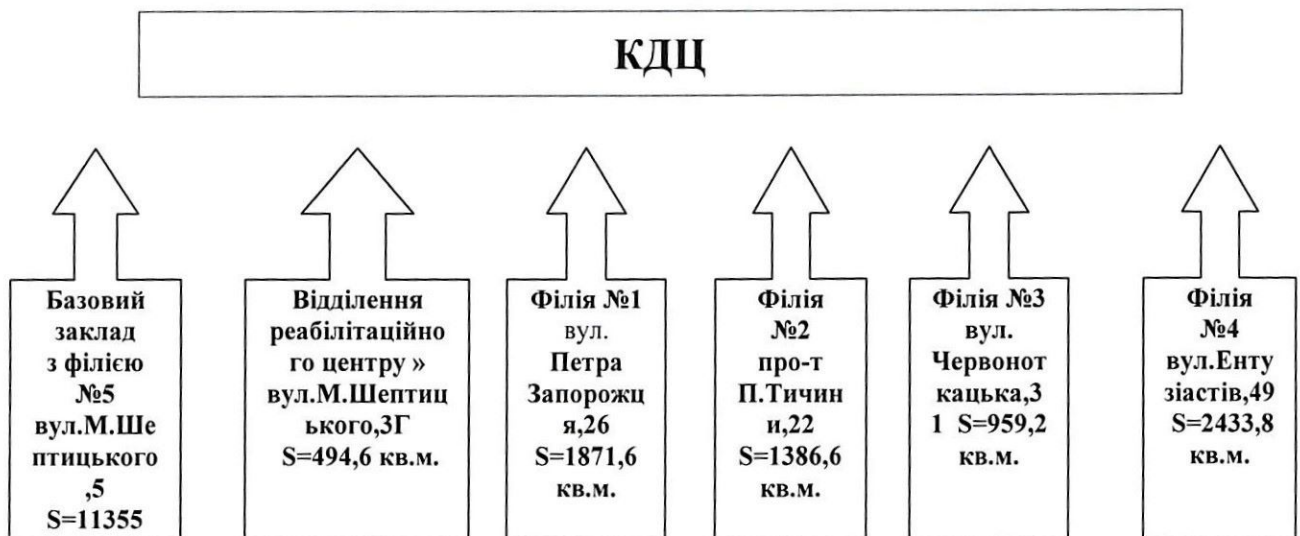 КДЦ
Базовий
заклад
з філією
№5
вул.М.Ше
птицького
,5
S=11355
Відділення
реабілітаційно
го центру »
вул.М.Шептиц
ького,3Г
S=494,6 кв.м.
Філія №1
вул.
Петра
Запорожц
я,26
S=1871,6
кв.м.
Філія
№2
про-т
П.Тичин
и,22
S=1386,6
кв.м.
Філія №3
вул.
Червонот
кацька,3
1 S=959,2
кв.м.
Філія
№4
вул.Енту
зіастів,49
S=2433,8
кв.м.